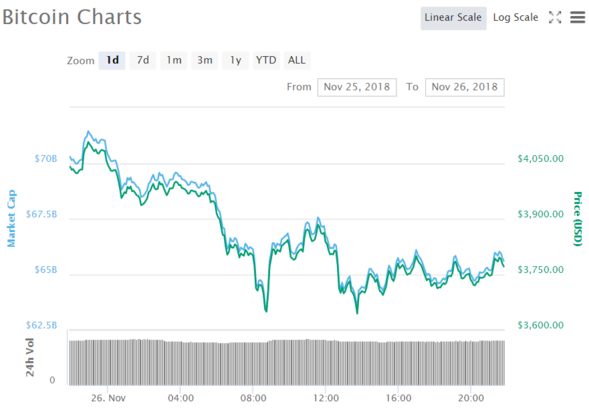 Bitcoin Charts
Linear Scale Log Scale
Zoom 1d 7d 1m 3m 1y YTD ALL
From Nov 25, 2018 To Nov 26, 2018
Market Cap
$70B
$67.5B
$65B
$62.5B
$4,050.00
$3,900.00
$3,750.00
$3,600.00
Price (USD)
24h Vol
0
26. Nov 04:00 08:00 12:00 16:00 20:00